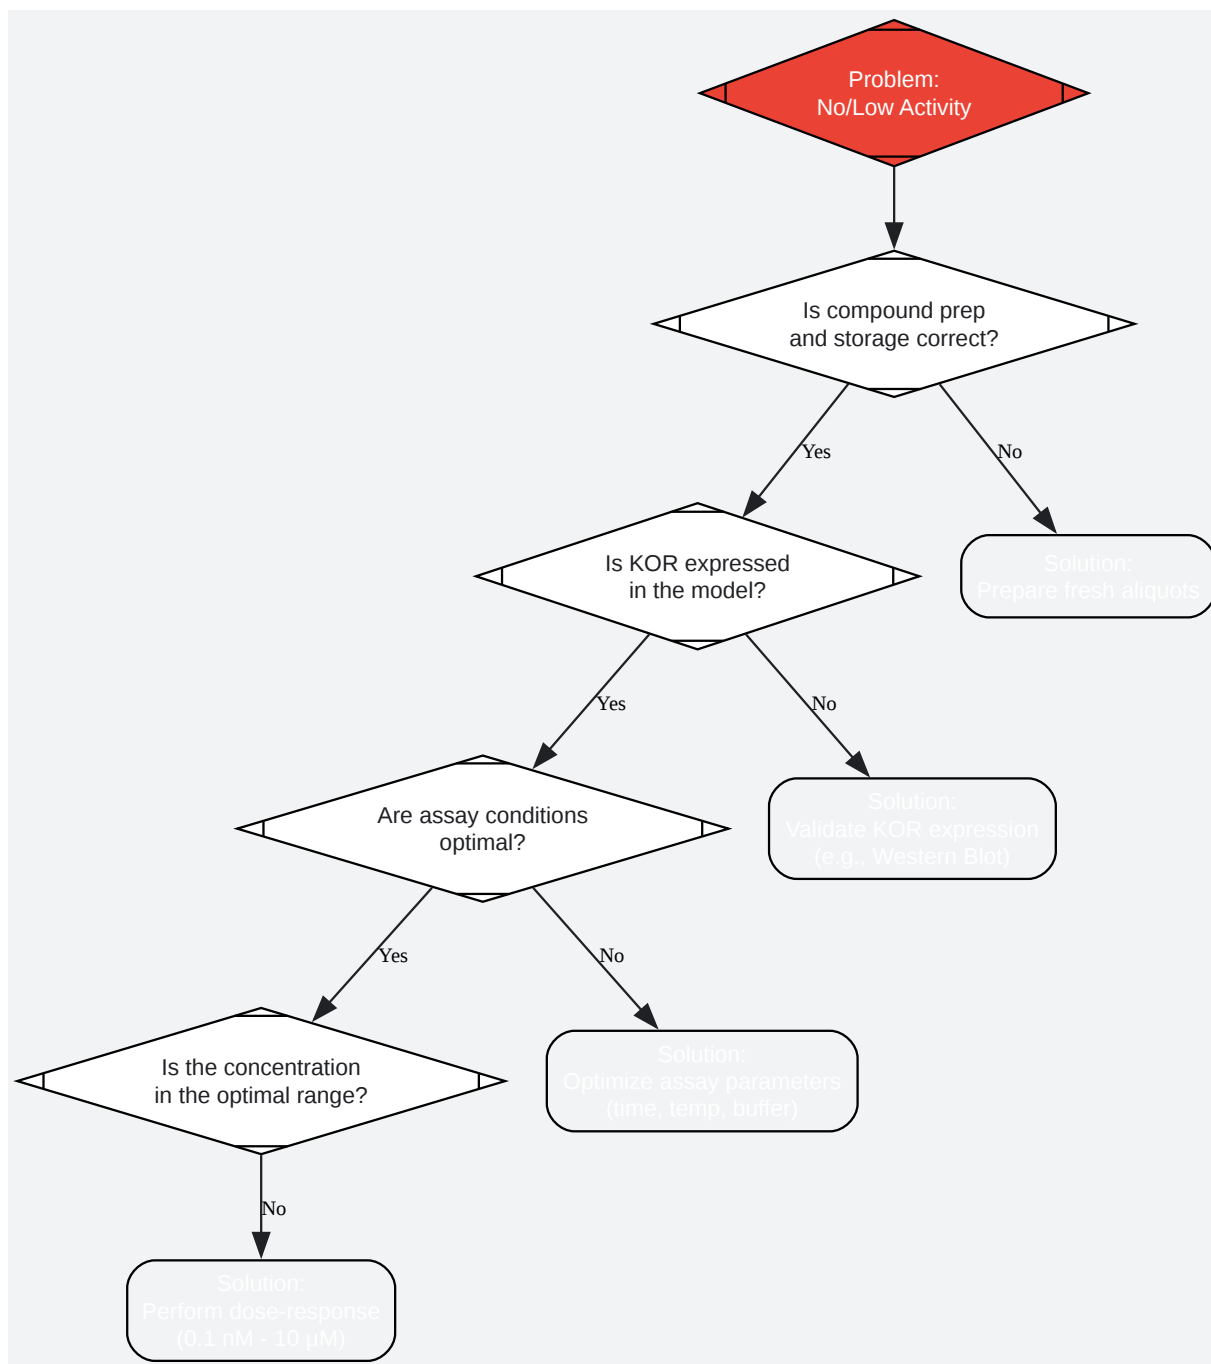 Problem:
No/Low Activity
Is compound prep
and storage correct?
Yes
No
Is KOR expressed
in the model?
Solution:
Prepare fresh aliquots
Yes
No
Are assay conditions
optimal?
Solution:
Validate KOR expression
(e.g., Western Blot)
Yes
No
Is the concentration
in the optimal range?
Solution:
Optimize assay parameters
(time, temp, buffer)
No
Solution:
Perform dose-response
(0.1 nM - 10 µM)